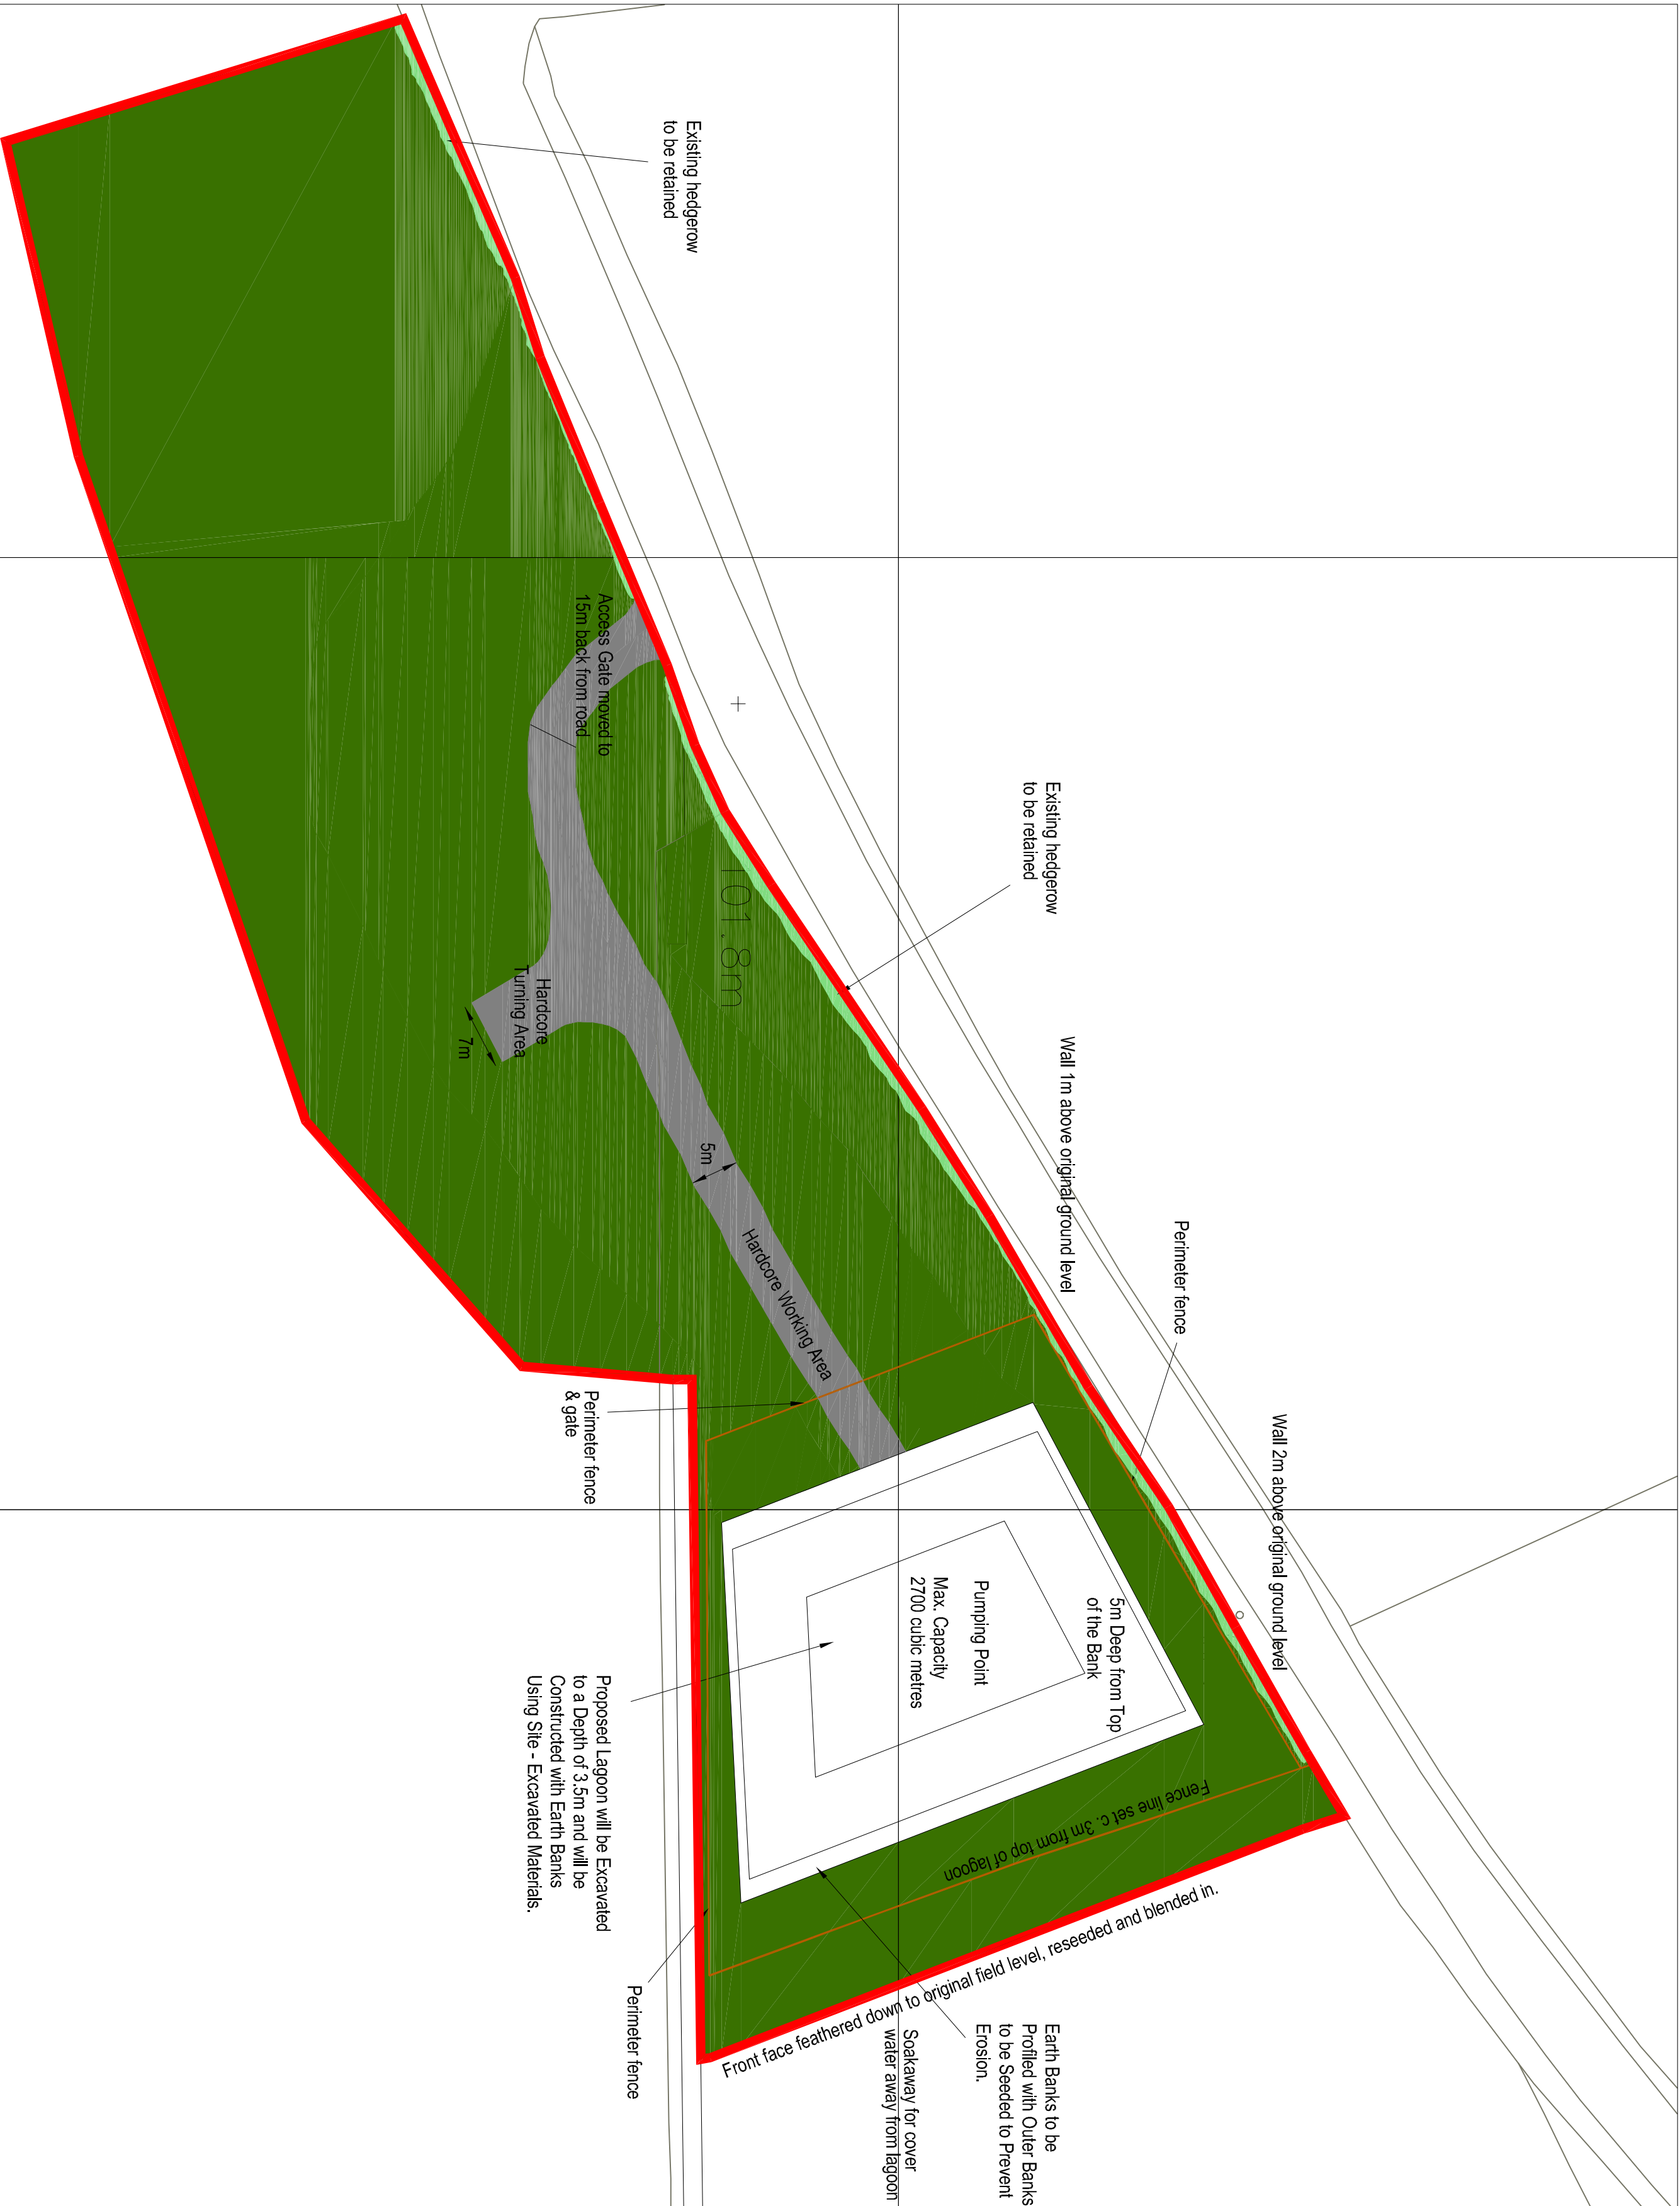 Existing hedgerow
to be retained
Existing hedgerow
to be retained
Access Gate moved to
15m back from road
101.8m
Hardcore
Turning Area
7m
5m
Hardcore Working Area
Wall 1m above original ground level
Perimeter fence
Wall 2m above original ground level
Perimeter fence
& gate
5m Deep from Top
of the Bank
Pumping Point
Max. Capacity
2700 cubic metres
Proposed Lagoon will be Excavated
to a Depth of 3.5m and will be
Constructed with Earth Banks
Using Site - Excavated Materials.
Fence line set c. 3m from top of lagoon
Front face feathered down to original field level, reseeded and blended in.
Perimeter fence
Earth Banks to be
Profiled with Outer Banks
to be Seeded to Prevent
Erosion.
Soakaway for cover
water away from lagoon